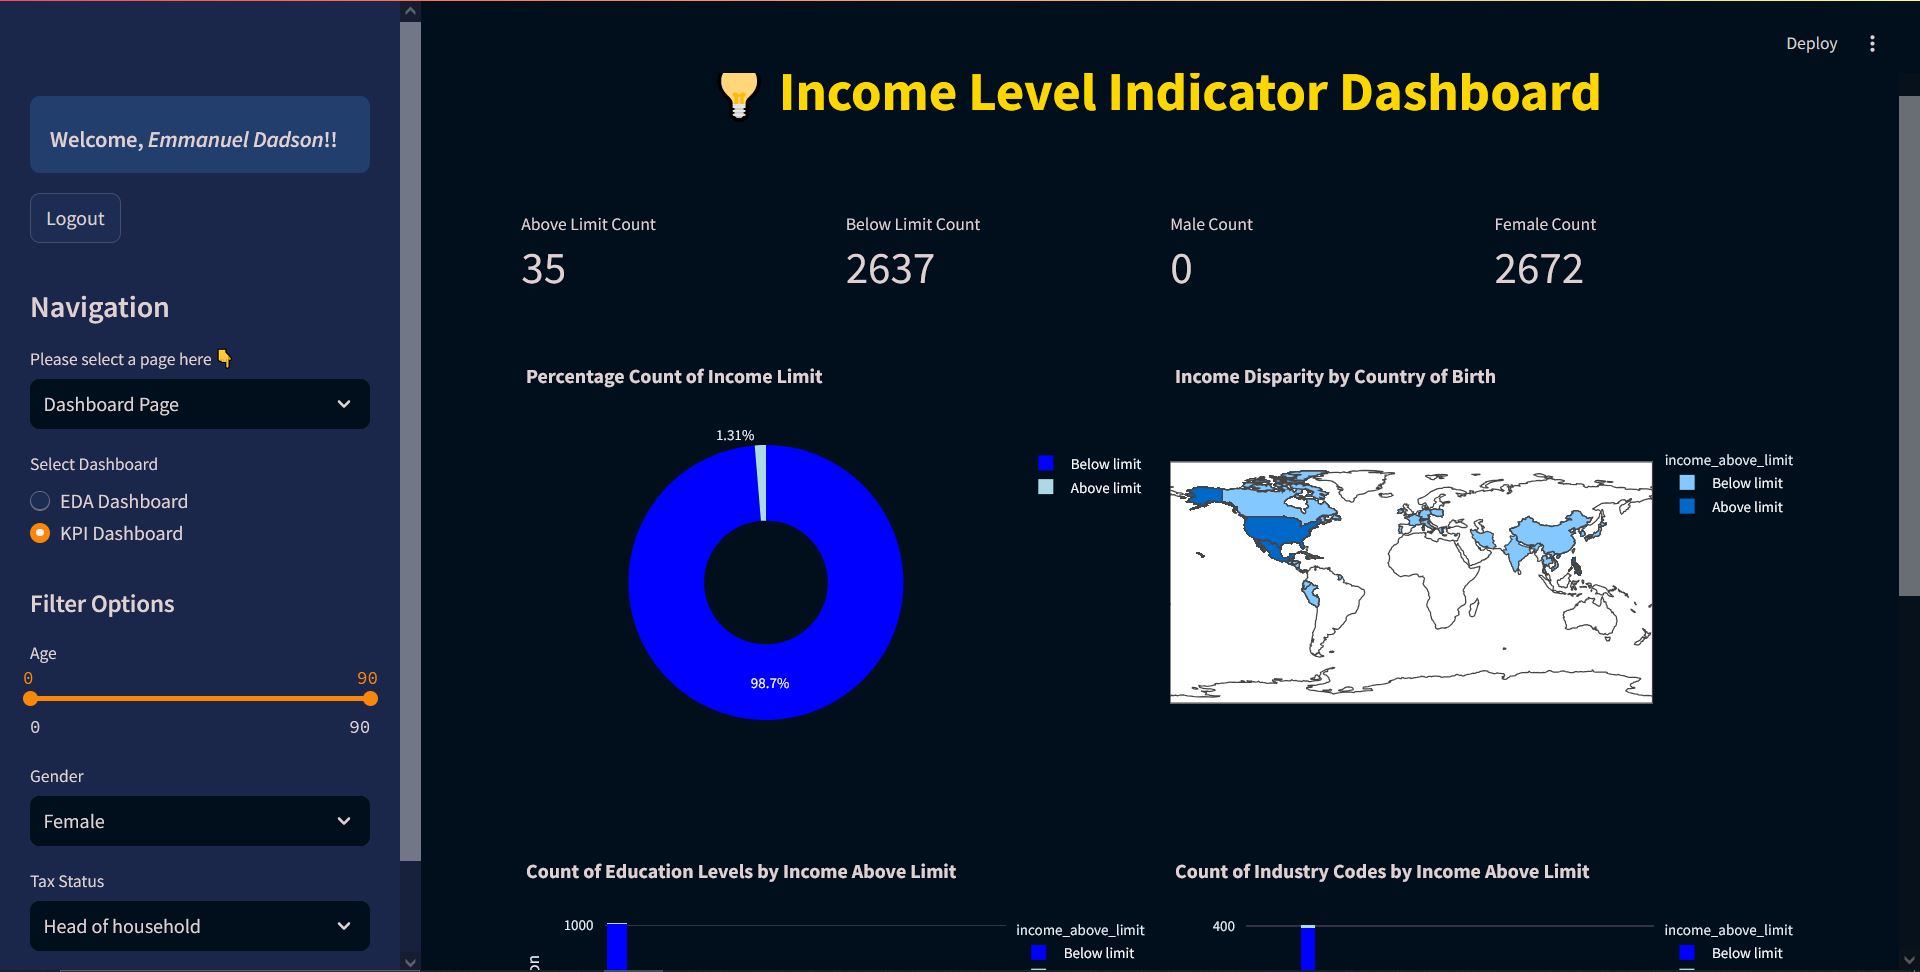 Deploy
Welcome, Emmanuel Dadson!!
Logout
Navigation
Please select a page here
Dashboard Page
Select Dashboard
EDA Dashboard
KPI Dashboard
Filter Options
Age
0 90
0 90
Gender
Female
Tax Status
Head of household
Income Level Indicator Dashboard
Above Limit Count
35
Below Limit Count
2637
Male Count
0
Female Count
2672
Percentage Count of Income Limit
1.31%
98.7%
Below limit
Above limit
Income Disparity by Country of Birth
income_above_limit
Below limit
Above limit
Count of Education Levels by Income Above Limit
1000
income_above_limit
Below limit
Count of Industry Codes by Income Above Limit
400
income_above_limit
Below limit